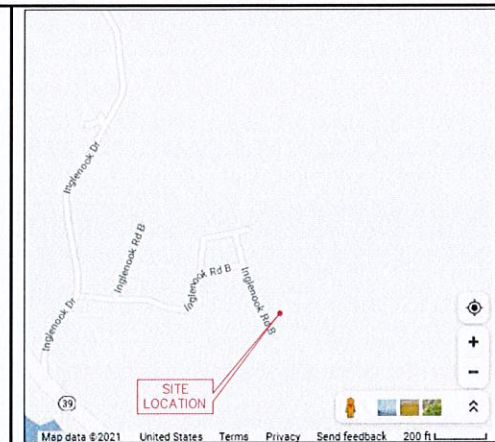 Inglenook Dr
Inglenook Rd B
Inglenook Rd B
Inglenook Rd B
Inglenook Dr
SITE
LOCATION
39
+
−
Map data ©2021 United States Terms Privacy Send feedback 200 ft